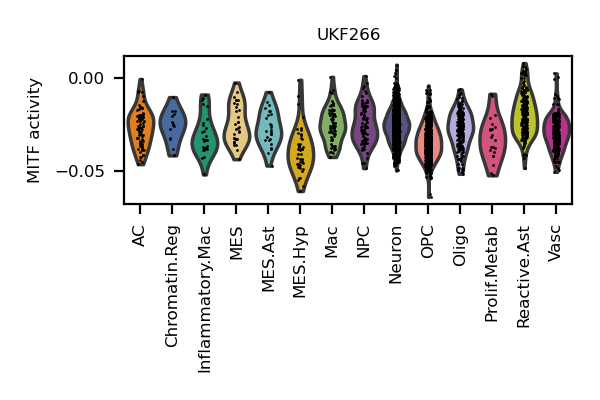 UKF266
MITF activity
0.00
−0.05
AC
Chromatin.Reg
Inflammatory.Mac
MES
MES.Ast
MES.Hyp
Mac
NPC
Neuron
OPC
Oligo
Prolif.Metab
Reactive.Ast
Vasc